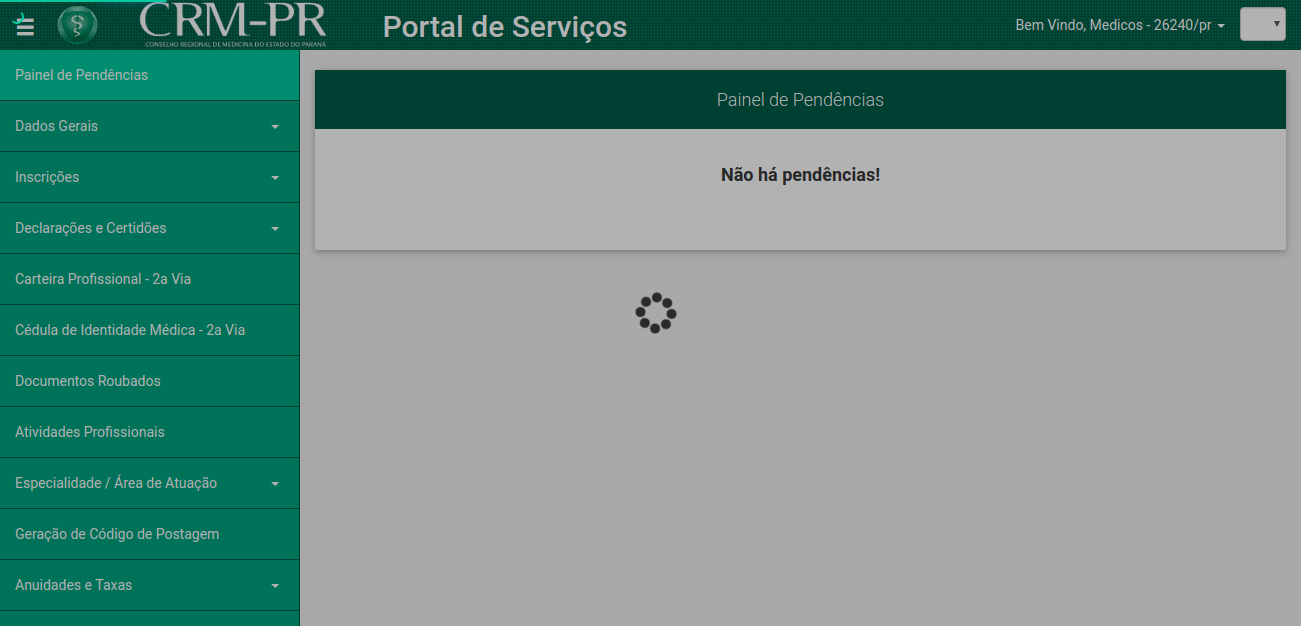 CRM-PR
CONSELHO REGIONAL DE MEDICINA DO ESTADO DO PARANÁ
Portal de Serviços
Bem Vindo, Medicos - 26240/pr
Painel de Pendências
Dados Gerais
Inscrições
Declarações e Certidões
Carteira Profissional - 2a Via
Cédula de Identidade Médica - 2a Via
Documentos Roubados
Atividades Profissionais
Especialidade / Área de Atuação
Geração de Código de Postagem
Anuidades e Taxas
Painel de Pendências
Não há pendências!